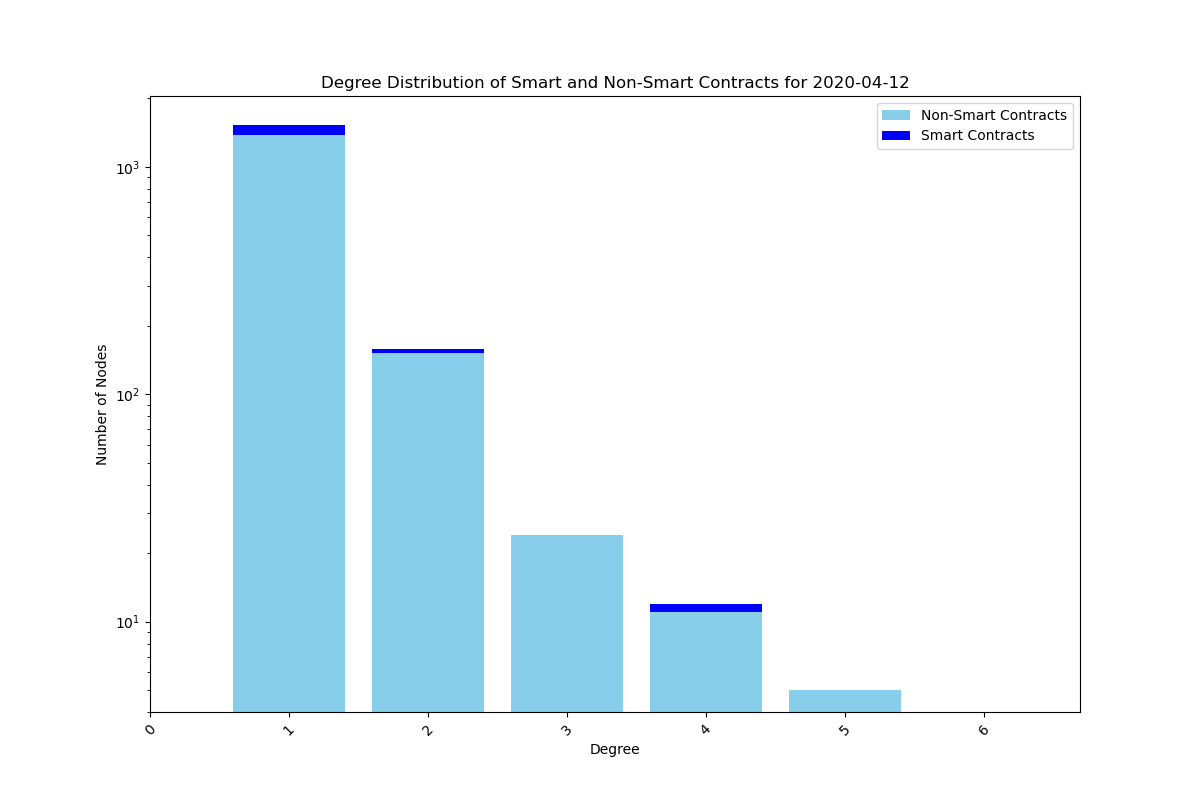 Degree Distribution of Smart and Non-Smart Contracts for 2020-04-12
Non-Smart Contracts
Smart Contracts
Number of Nodes
10³
10²
10¹
0 1 2 3 4 5 6
Degree